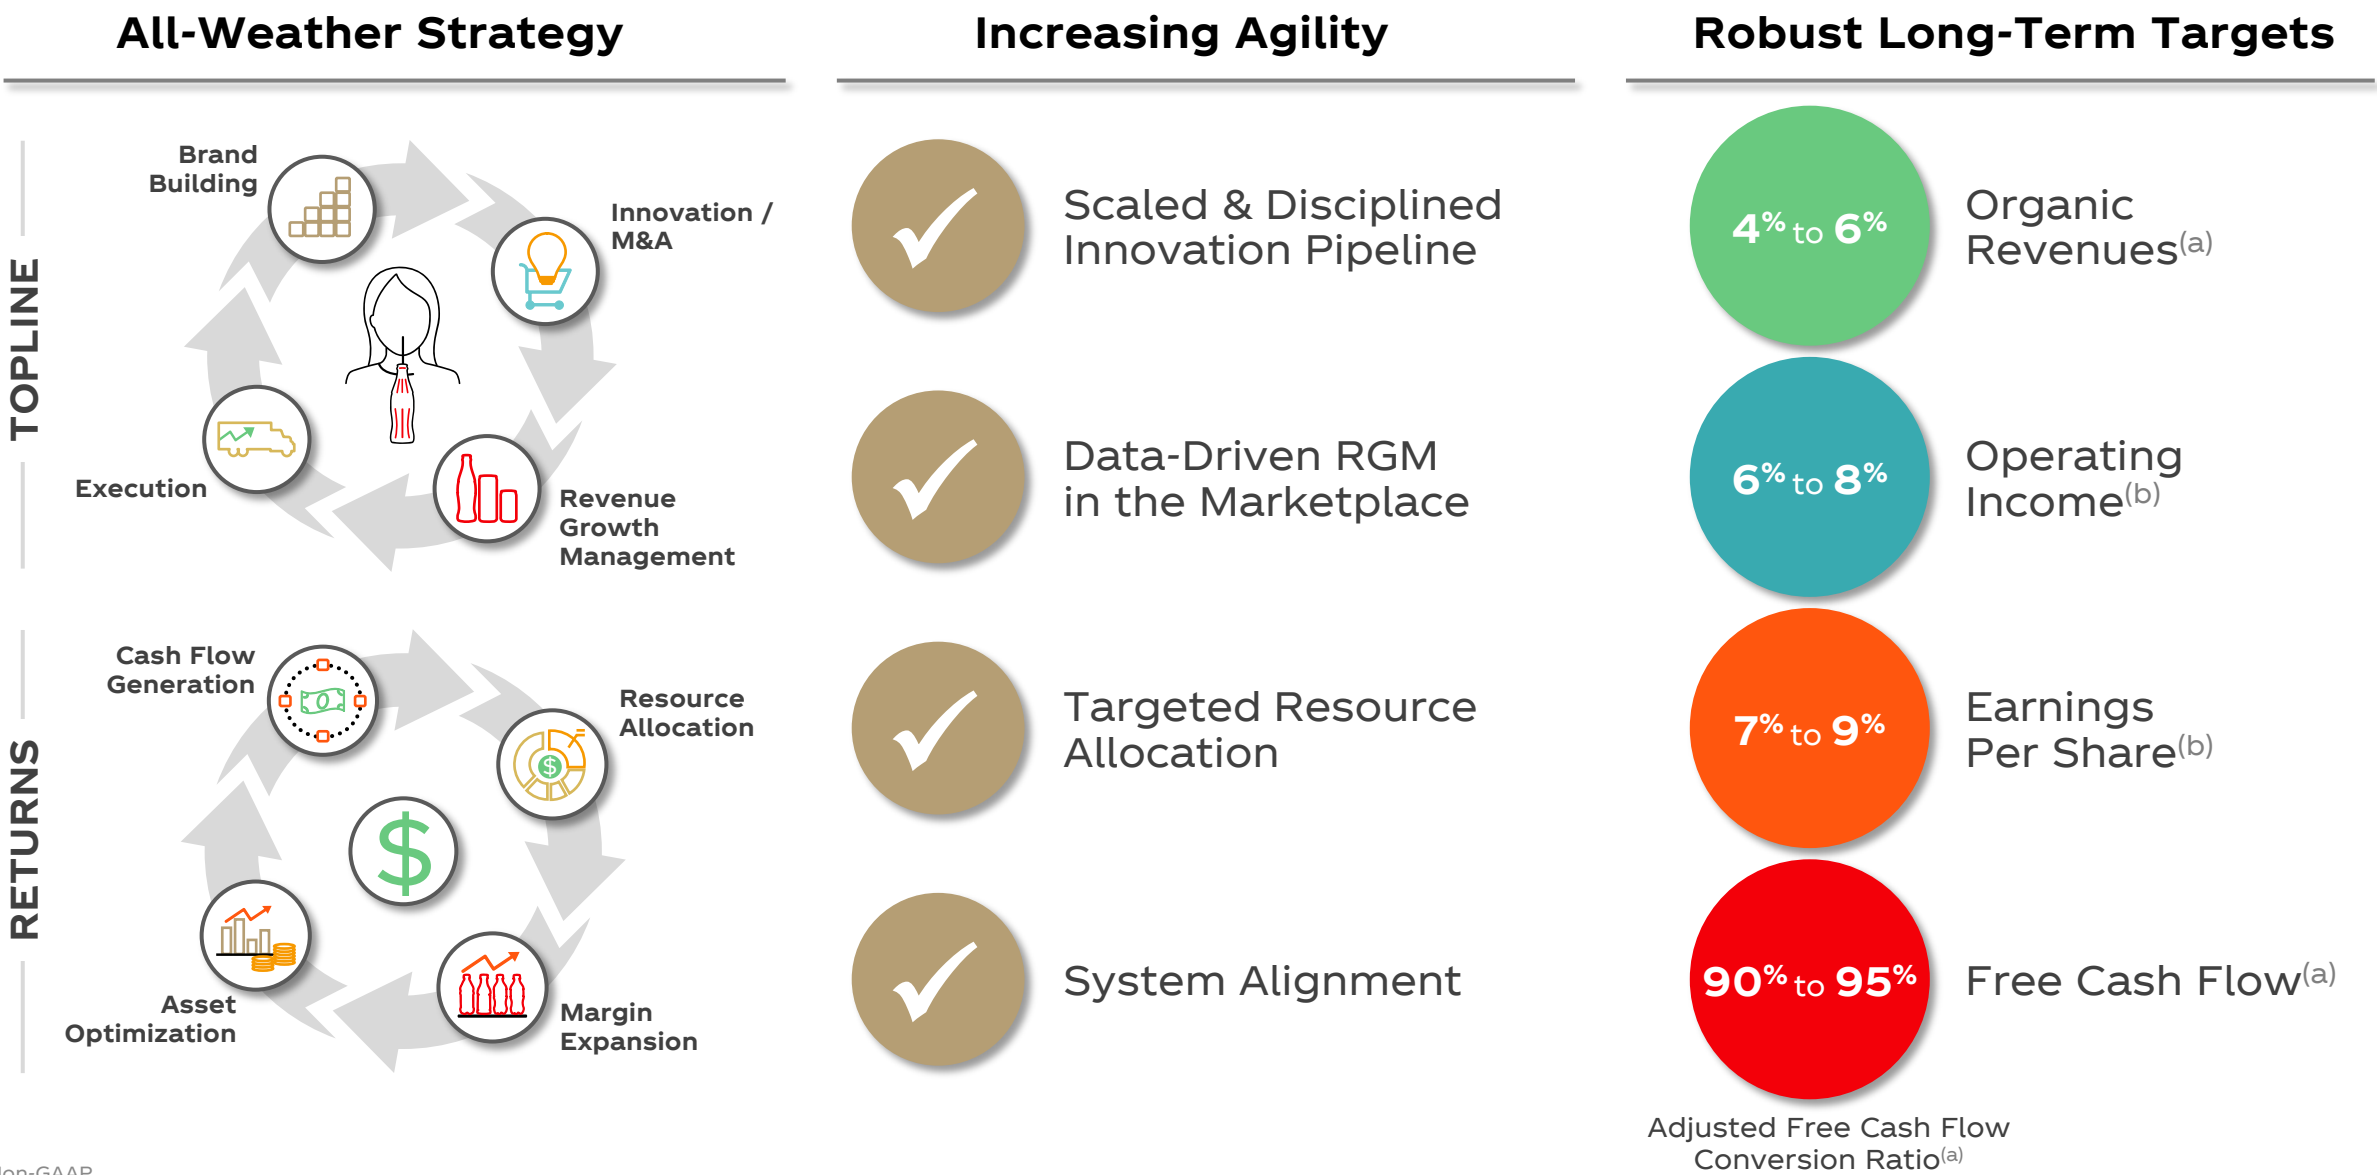 All-Weather Strategy
Increasing Agility
Robust Long-Term Targets
TOPLINE
Brand
Building
Innovation /
M&A
Execution
Revenue
Growth
Management
RETURNS
Cash Flow
Generation
Resource
Allocation
$
$
Asset
Optimization
Margin
Expansion
Scaled & Disciplined
Innovation Pipeline
Data-Driven RGM
in the Marketplace
Targeted Resource
Allocation
System Alignment
4% to 6%
Organic
Revenues(a)
6% to 8%
Operating
Income(b)
7% to 9%
Earnings
Per Share(b)
90% to 95%
Free Cash Flow(a)
Adjusted Free Cash Flow
Conversion Ratio(a)